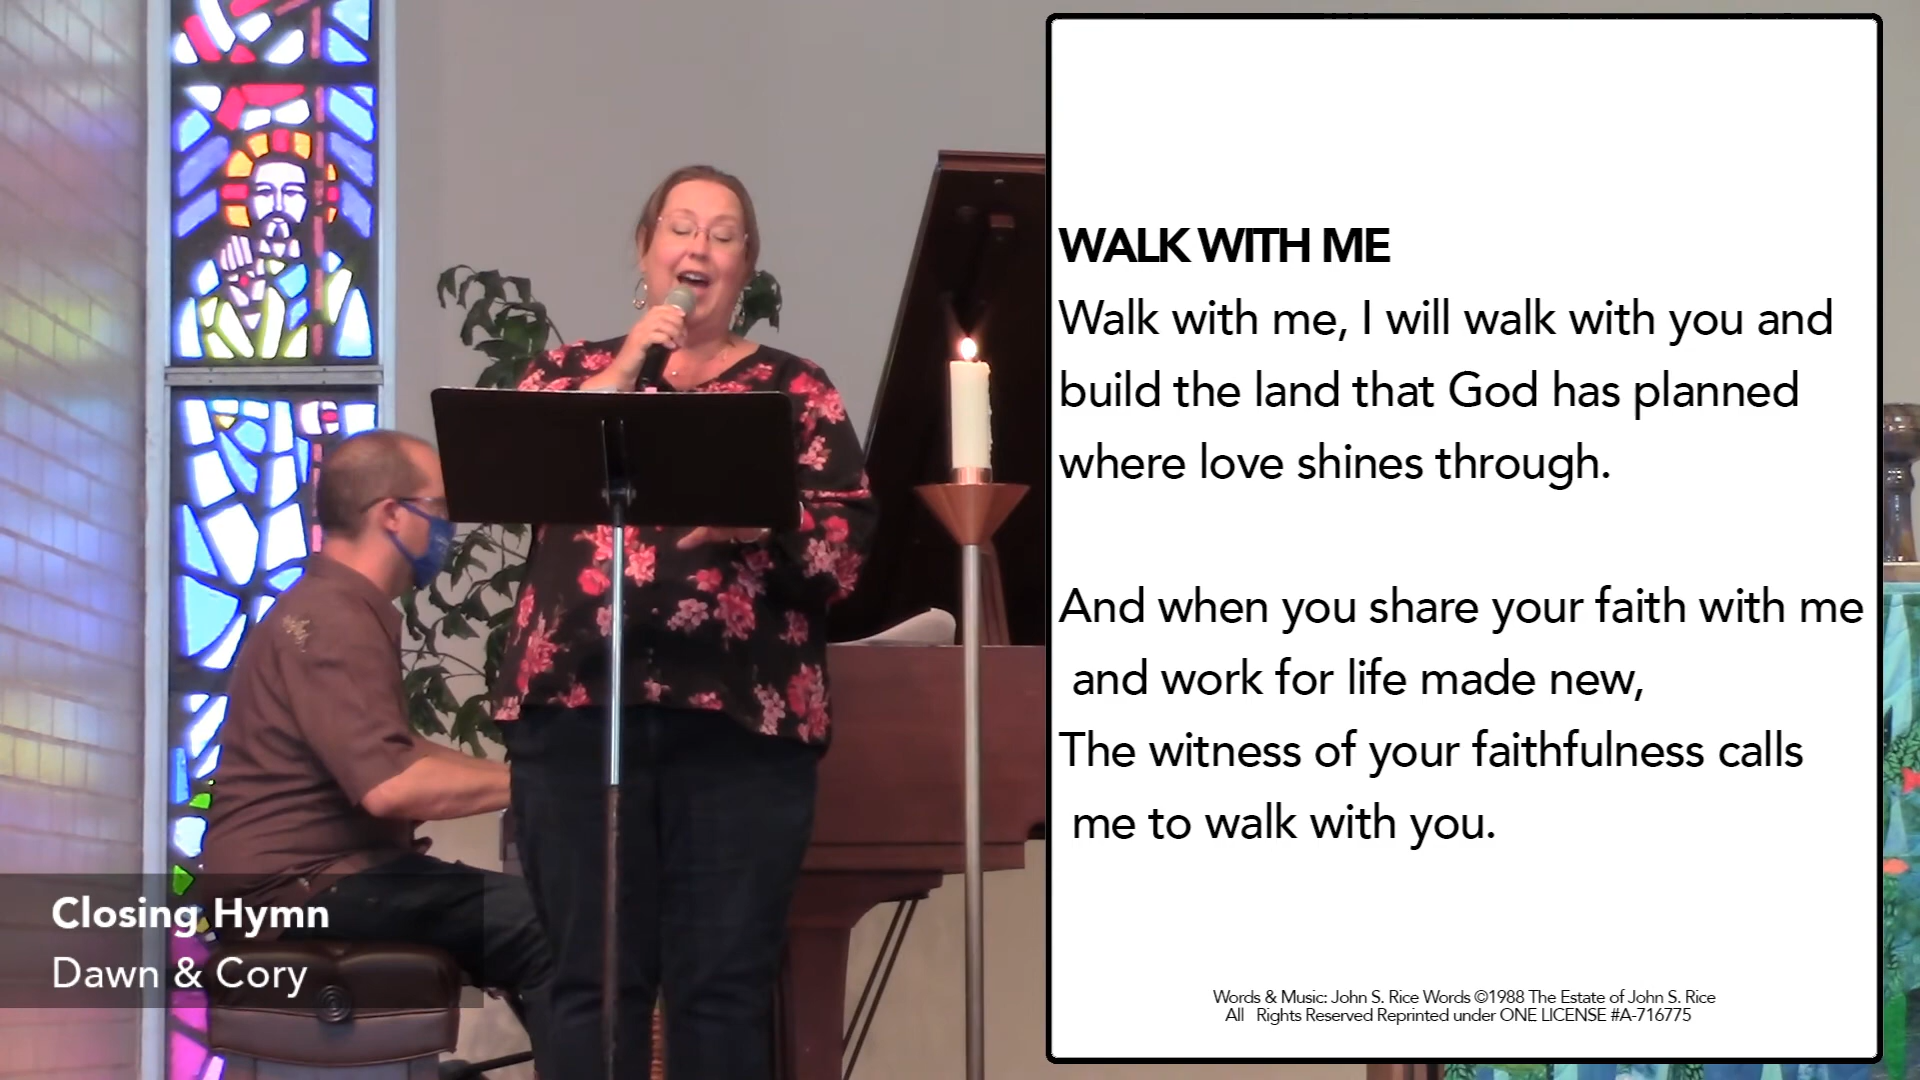 WALK WITH ME
Walk with me, I will walk with you and
build the land that God has planned
where love shines through.
And when you share your faith with me
and work for life made new,
The witness of your faithfulness calls
me to walk with you.
Words & Music: John S. Rice Words ©1988 The Estate of John S. Rice
All Rights Reserved Reprinted under ONE LICENSE #A-716775
Closing Hymn
Dawn & Cory